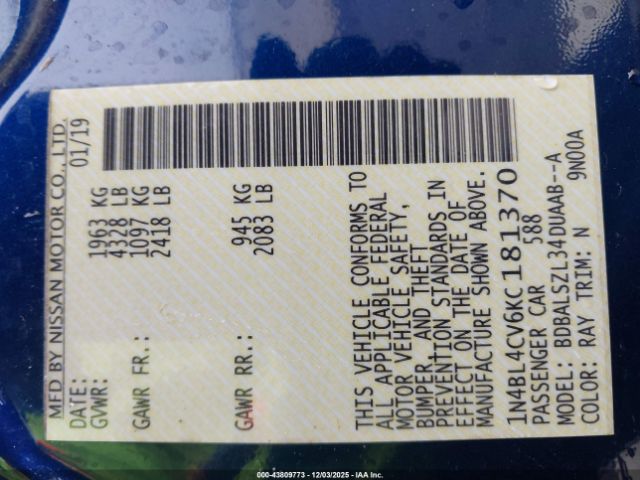 MFD BY NISSAN MOTOR CO., LTD.
DATE: 01/19
GVWR: 1963 KG
4328 LB
GAWR FR.: 1097 KG
2418 LB
GAWR RR.: 945 KG
2083 LB
THIS VEHICLE CONFORMS TO
ALL APPLICABLE FEDERAL
MOTOR VEHICLE SAFETY,
BUMPER AND THEFT
PREVENTION STANDARDS IN
EFFECT ON THE DATE OF
MANUFACTURE SHOWN ABOVE.
1N4BL4CV6KC181370
PASSENGER CAR 588
MODEL: BDBALSZL34DUAAB--A
COLOR: RAY TRIM: N 9N00A
000-43809773 - 12/03/2025 - IAA Inc.